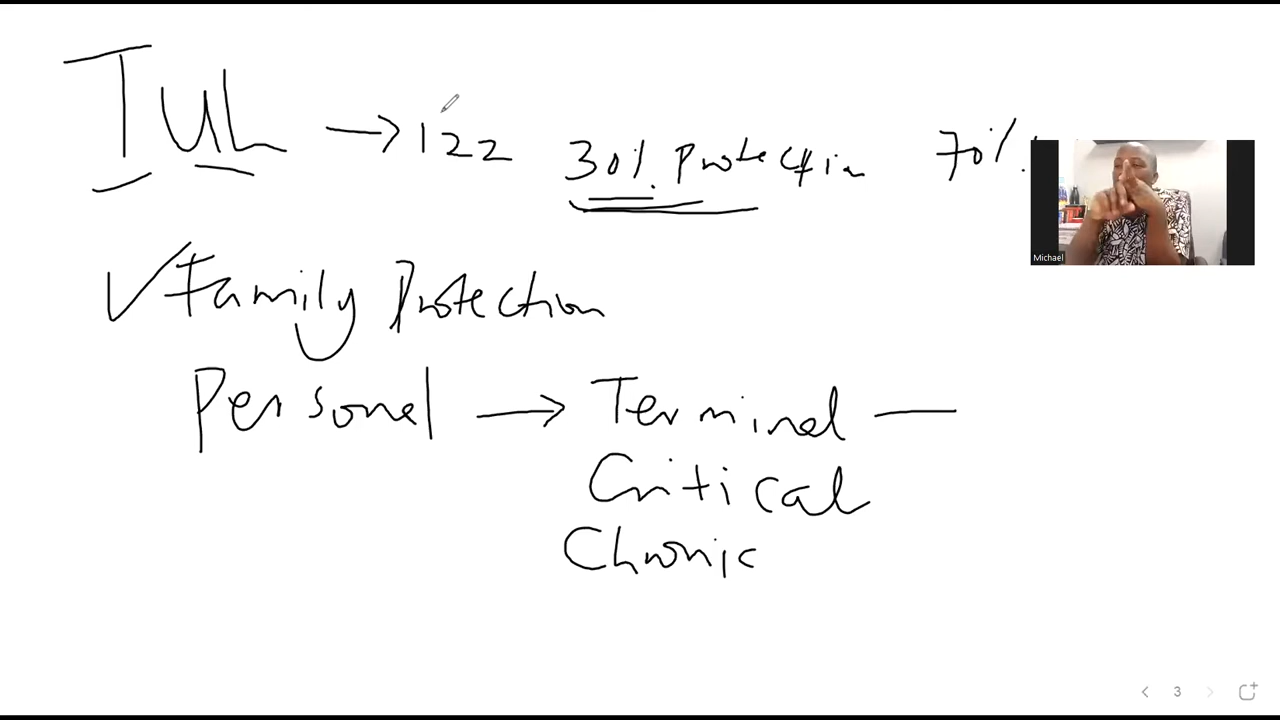 IUL → 122 30% Protection 70%
✓ Family Protection
Personal → Terminal —
Critical
Chronic
Michael
3